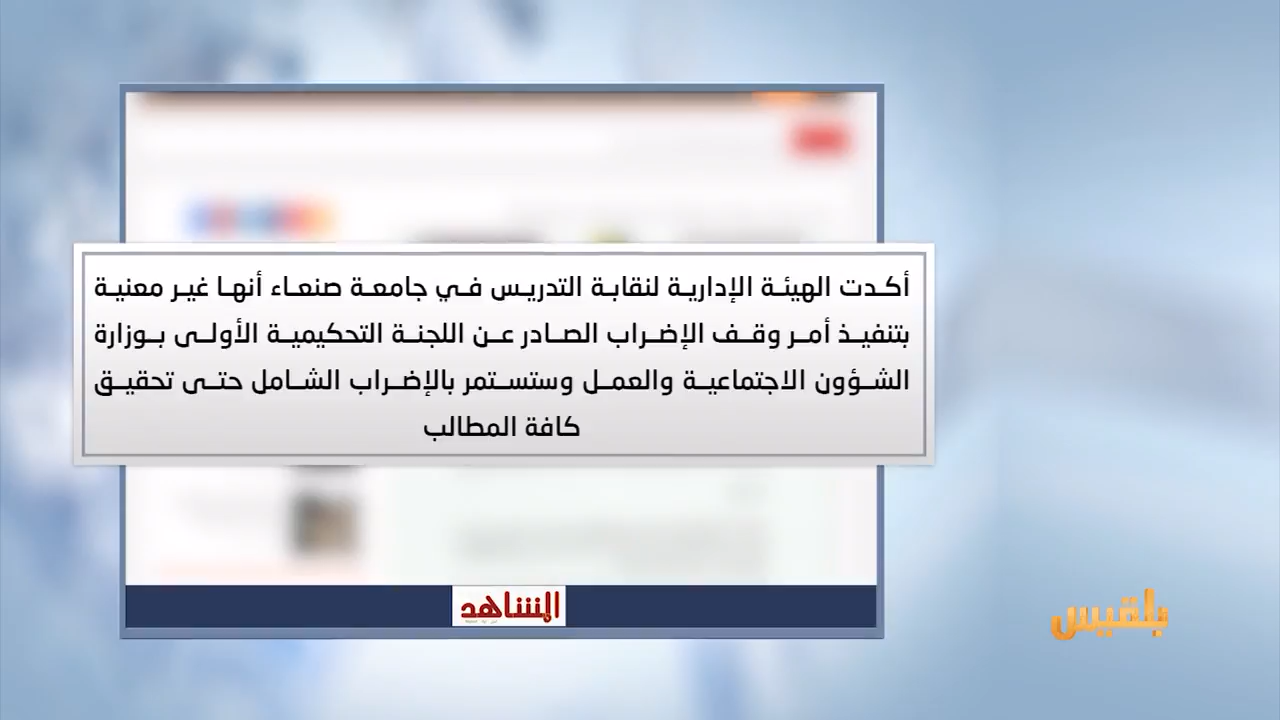 أكدت الهيئة الإدارية لنقابة التدريس في جامعة صنعاء أنها غير معنية
بتنفيذ أمر وقف الإضراب الصادر عن اللجنة التحكيمية الأولى بوزارة
الشؤون الاجتماعية والعمل وستستمر بالإضراب الشامل حتى تحقيق
كافة المطالب
المشاهد
بلقيس